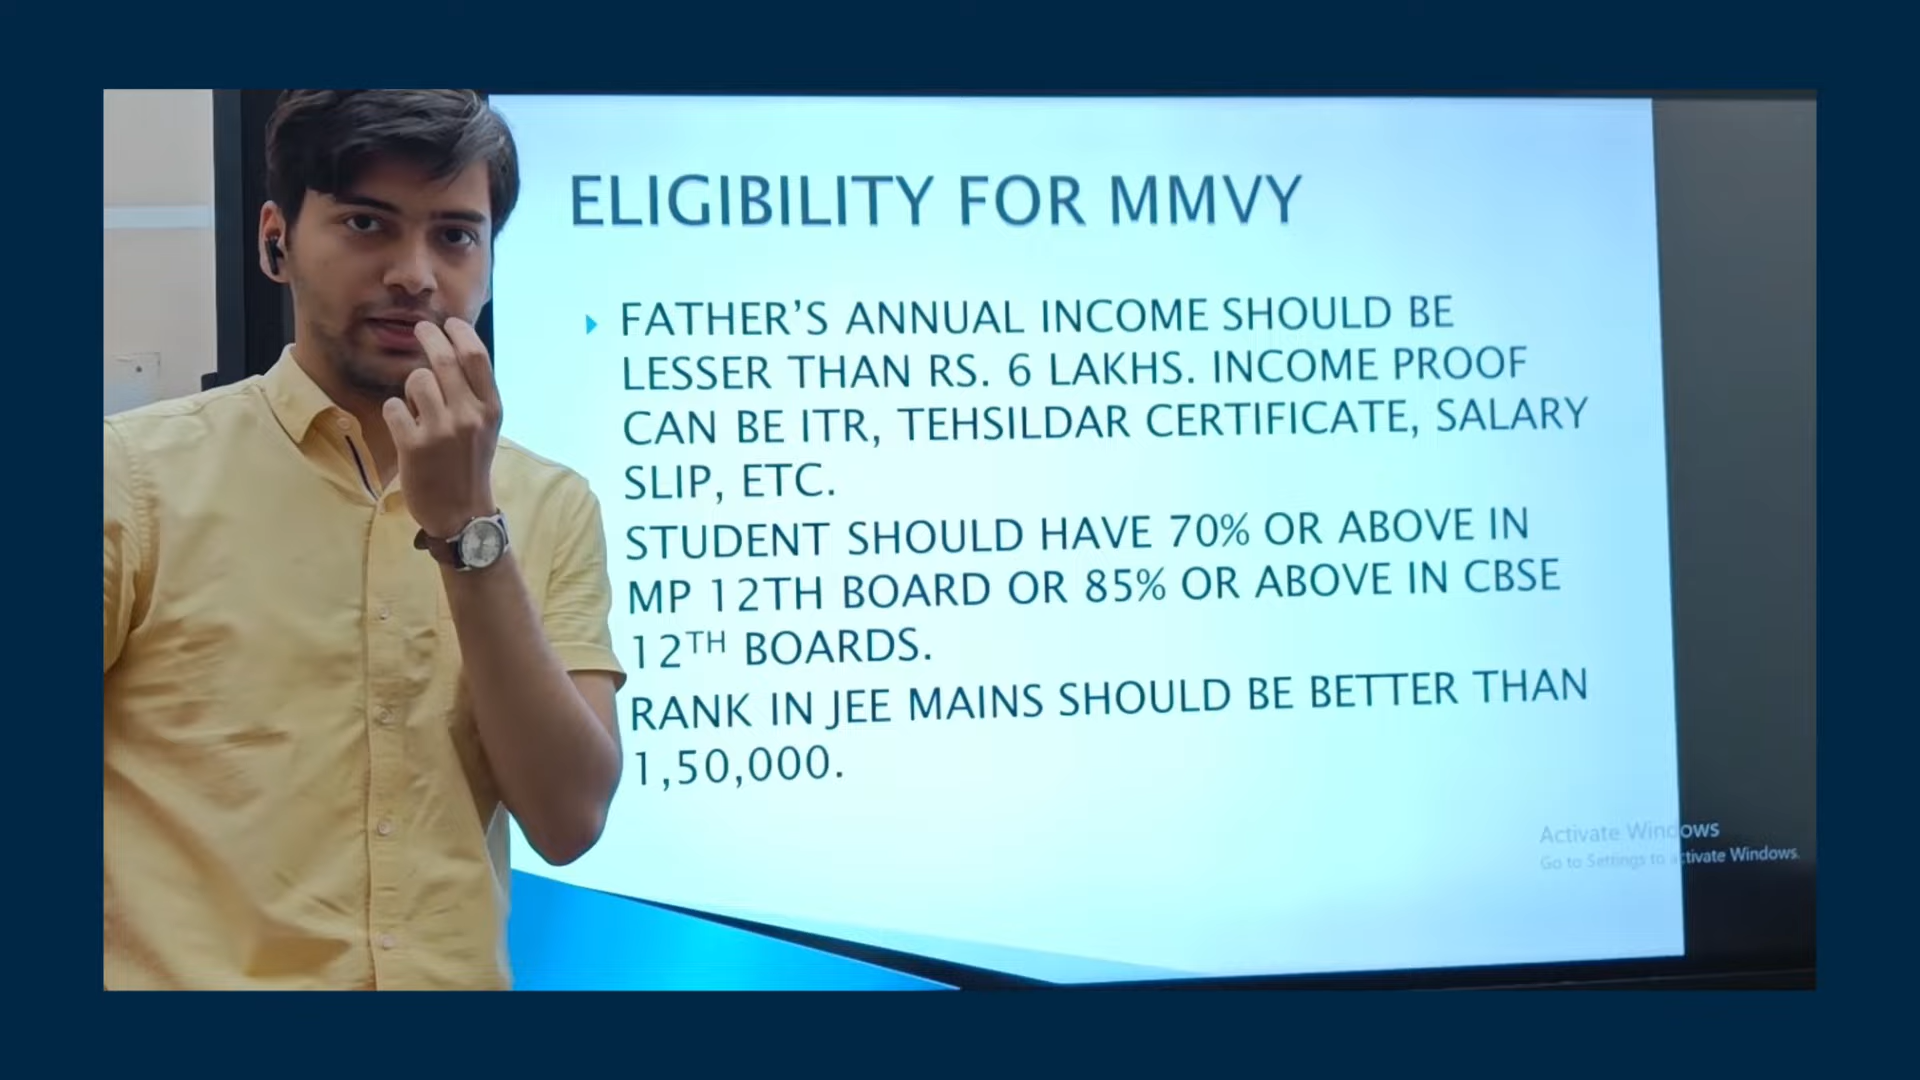 ELIGIBILITY FOR MMVY
FATHER'S ANNUAL INCOME SHOULD BE
LESSER THAN RS. 6 LAKHS. INCOME PROOF
CAN BE ITR, TEHSILDAR CERTIFICATE, SALARY
SLIP, ETC.
STUDENT SHOULD HAVE 70% OR ABOVE IN
MP 12TH BOARD OR 85% OR ABOVE IN CBSE
12TH BOARDS.
RANK IN JEE MAINS SHOULD BE BETTER THAN
1,50,000.
Activate Windows
Go to Settings to activate Windows.